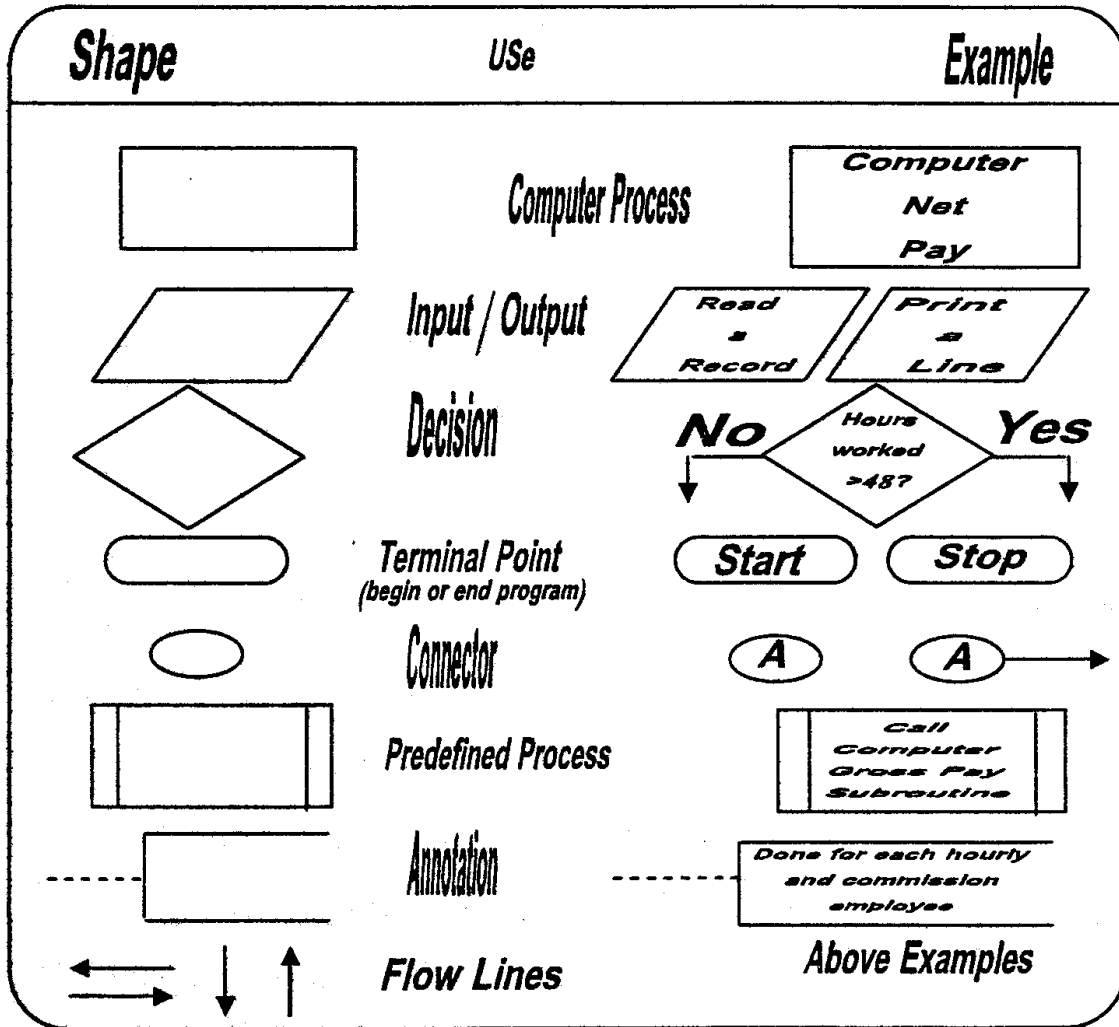 Shape USe Example
Computer Process
Computer
Net
Pay
Input / Output
Read
a
Record
Print
a
Line
Decision
No
Hours
worked
>48?
Yes
Terminal Point
(begin or end program)
Start
Stop
Connector
A
A
Predefined Process
Call
Computer
Gross Pay
Subroutine
Annotation
Done for each hourly
and commission
employee
Flow Lines
Above Examples